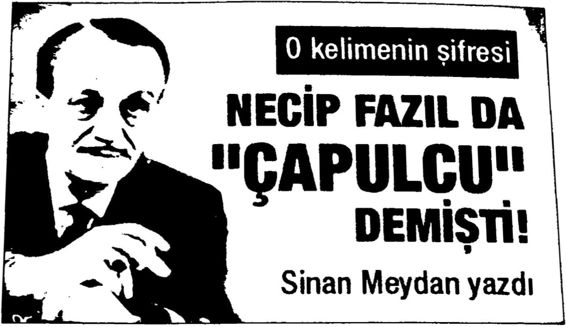 O kelimenin şifresi
NECİP FAZIL DA
"ÇAPULCU"
DEMİŞTİ!
Sinan Meydan yazdı